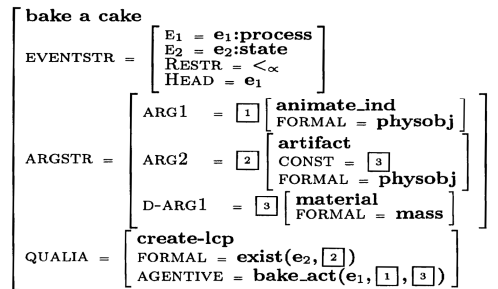 bake a cake
E1 = e1:process
E2 = e2:state
EVENTSTR = RESTR = <∝
HEAD = e1
ARG1 = 1 animate_ind
FORMAL = physobj
artifact
ARGSTR = ARG2 = 2 CONST = 3
FORMAL = physobj
D-ARG1 = 3 material
FORMAL = mass
create-lcp
QUALIA = FORMAL = exist(e2, 2)
AGENTIVE = bake_act(e1, 1, 3)